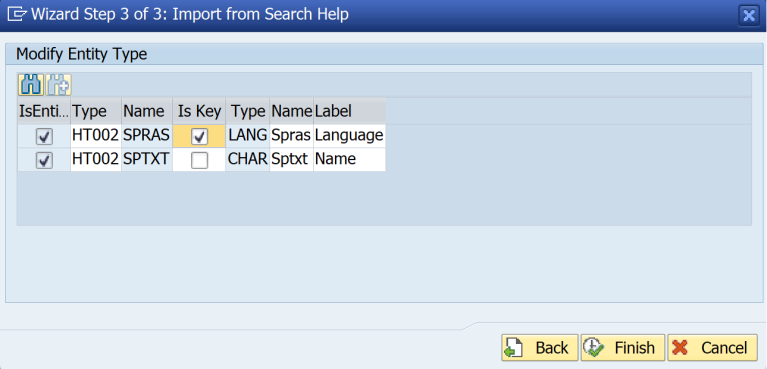 Wizard Step 3 of 3: Import from Search Help
Modify Entity Type
IsEnti... Type Name Is Key Type Name Label
HT002 SPRAS LANG Spras Language
HT002 SPTXT CHAR Sptxt Name
Back Finish Cancel